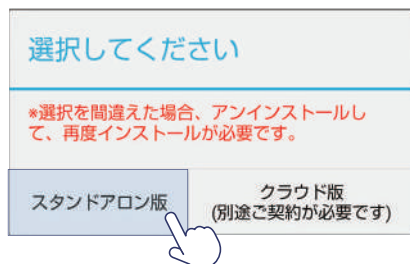 選択してください
*選択を間違えた場合、アンインストールし
て、再度インストールが必要です。
スタンドアロン版
クラウド版
(別途ご契約が必要です)